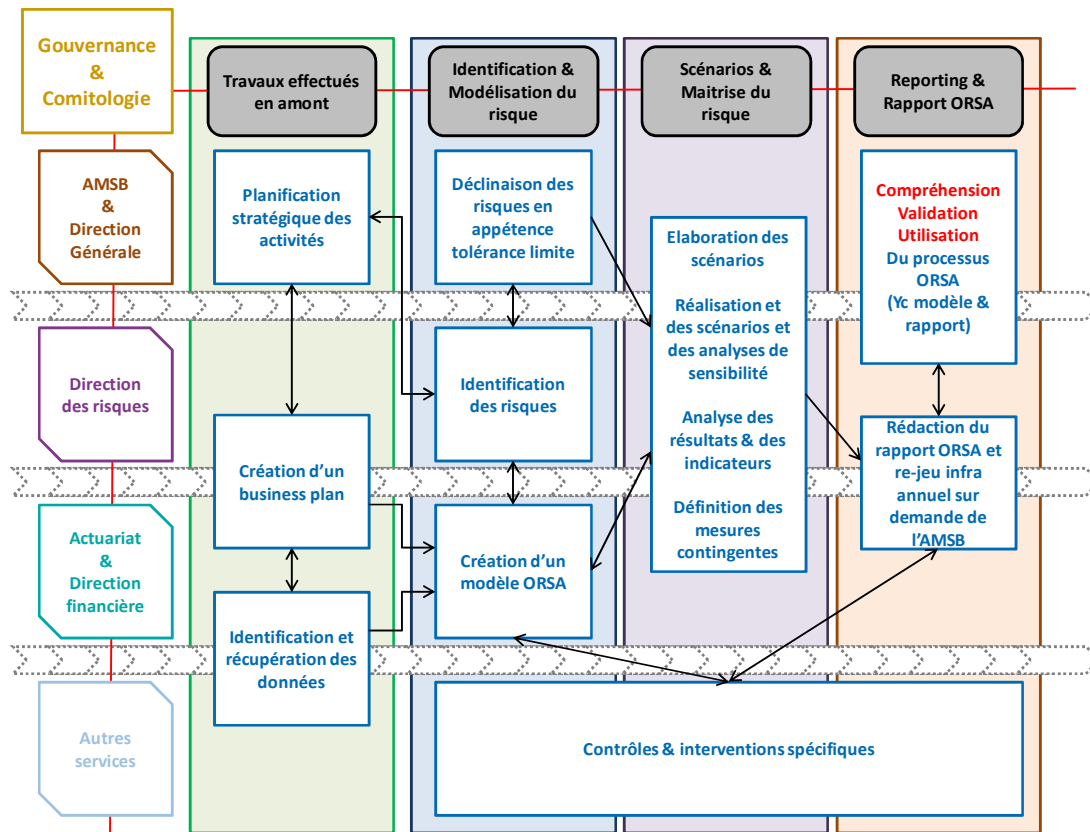 Gouvernance
&
Comitologie
Travaux effectués
en amont
Identification &
Modélisation du
risque
Scénarios &
Maitrise du
risque
Reporting &
Rapport ORSA
AMSB
&
Direction
Générale
Planification
stratégique des
activités
Déclinaison des
risques en
appétence
tolérance limite
Elaboration des
scénarios
Réalisation et
des scénarios et
des analyses de
sensibilité
Analyse des
résultats & des
indicateurs
Définition des
mesures
contingentes
Compréhension
Validation
Utilisation
Du processus
ORSA
(Yc modèle &
rapport)
Direction
des risques
Création d'un
business plan
Identification
des risques
Rédaction du
rapport ORSA et
re-jeu infra
annuel sur
demande de
l'AMSB
Actuariat
&
Direction
financière
Identification et
récupération des
données
Création d'un
modèle ORSA
Autres
services
Contrôles & interventions spécifiques